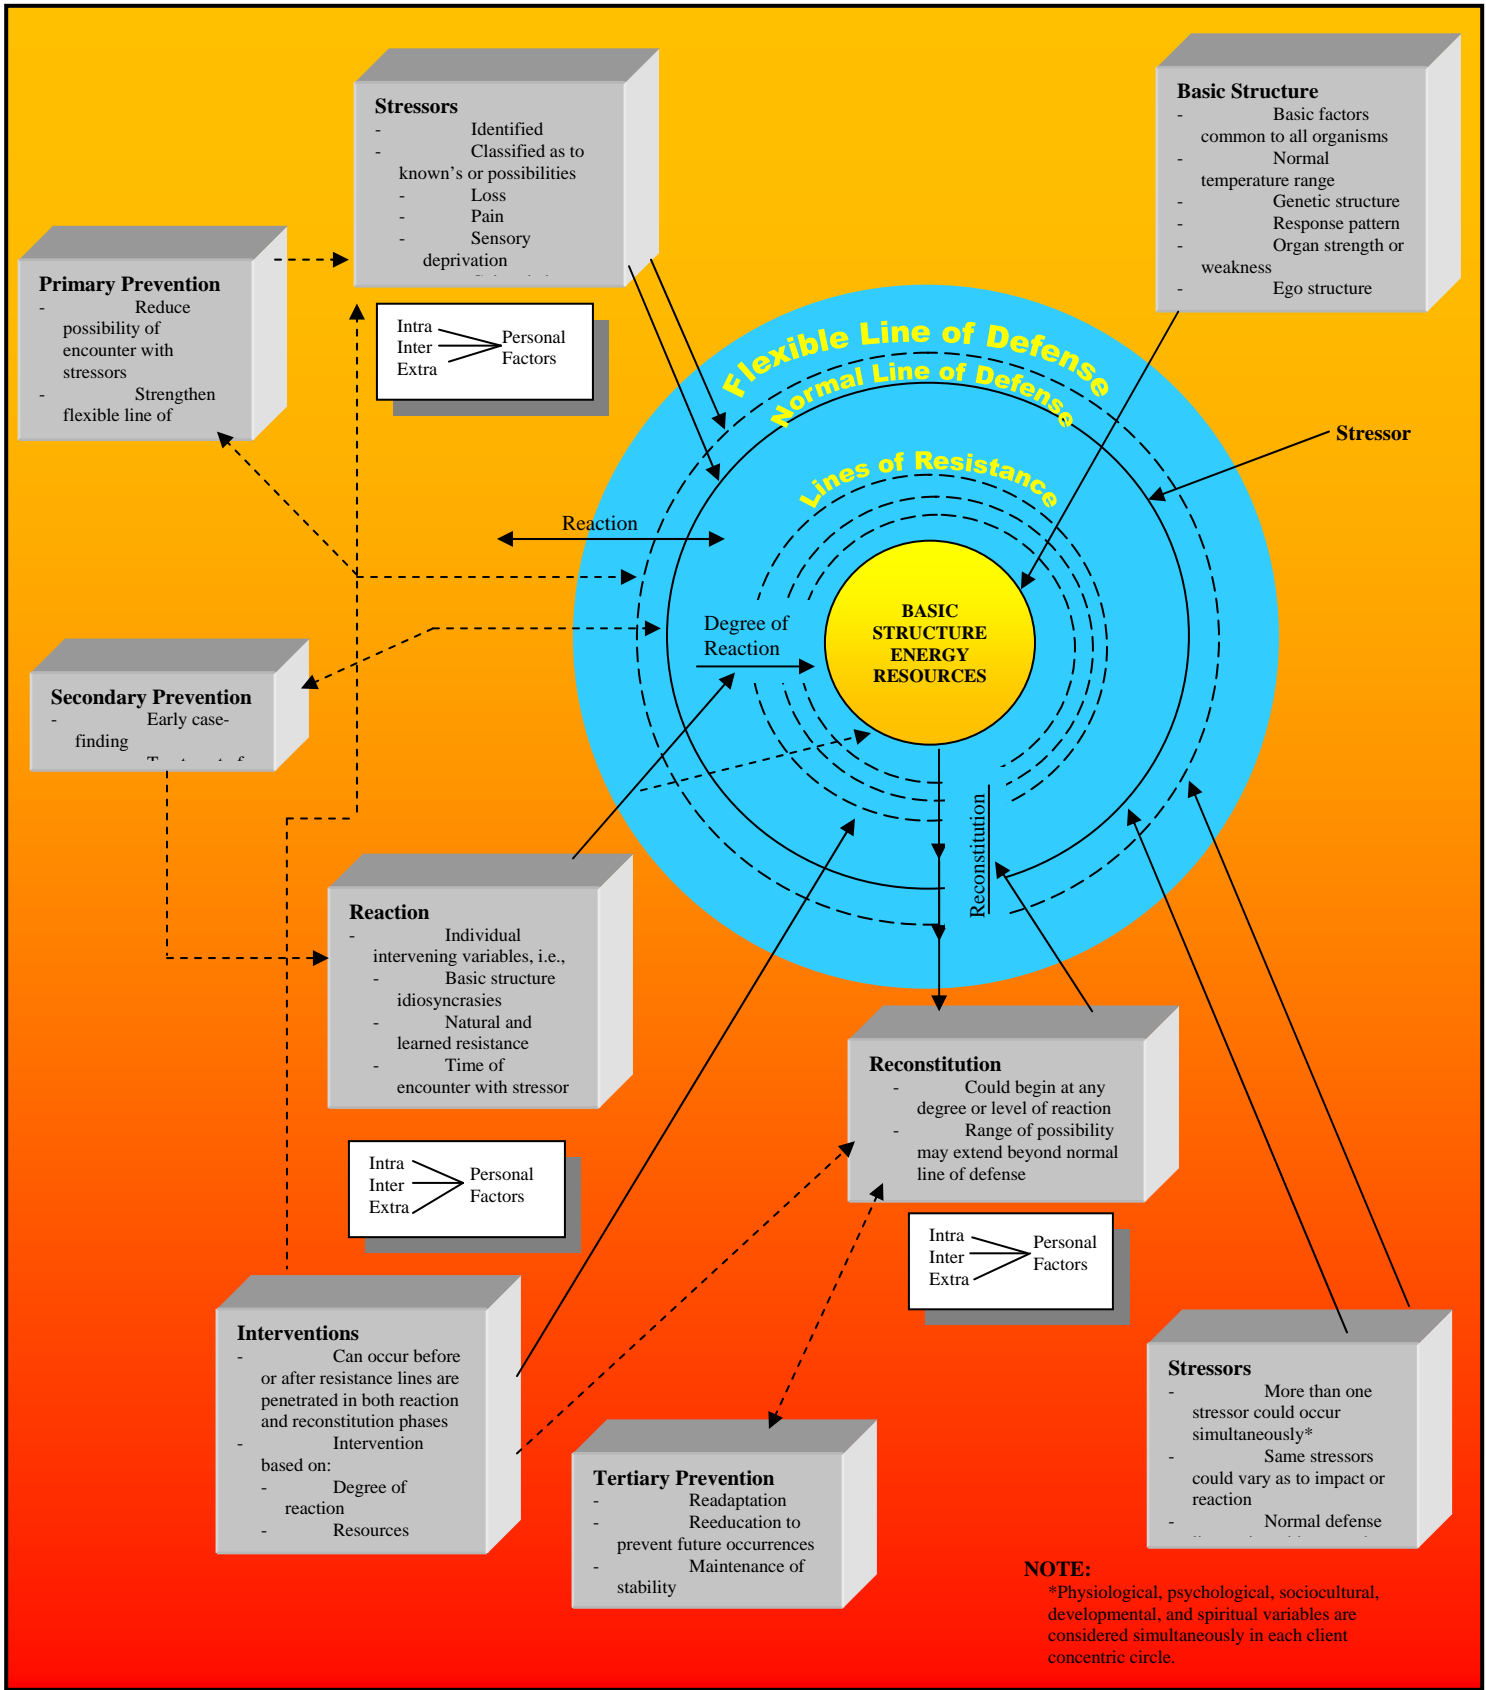 Stressors
- Identified
- Classified as to
known's or possibilities
- Loss
- Pain
- Sensory
deprivation
Basic Structure
- Basic factors
common to all organisms
- Normal
temperature range
- Genetic structure
- Response pattern
- Organ strength or
weakness
- Ego structure
Primary Prevention
- Reduce
possibility of
encounter with
stressors
- Strengthen
flexible line of
Intra
Inter
Extra
Personal
Factors
Flexible Line of Defense
Normal Line of Defense
Lines of Resistance
Stressor
Reaction
BASIC
STRUCTURE
ENERGY
RESOURCES
Degree of
Reaction
Secondary Prevention
- Early case-
finding
Reconstitution
Reaction
- Individual
intervening variables, i.e.,
- Basic structure
idiosyncrasies
- Natural and
learned resistance
- Time of
encounter with stressor
Reconstitution
- Could begin at any
degree or level of reaction
- Range of possibility
may extend beyond normal
line of defense
Intra
Inter
Extra
Personal
Factors
Intra
Inter
Extra
Personal
Factors
Interventions
- Can occur before
or after resistance lines are
penetrated in both reaction
and reconstitution phases
- Intervention
based on:
- Degree of
reaction
- Resources
Tertiary Prevention
- Readaptation
- Reeducation to
prevent future occurrences
- Maintenance of
stability
Stressors
- More than one
stressor could occur
simultaneously*
- Same stressors
could vary as to impact or
reaction
- Normal defense
NOTE:
*Physiological, psychological, sociocultural,
developmental, and spiritual variables are
considered simultaneously in each client
concentric circle.